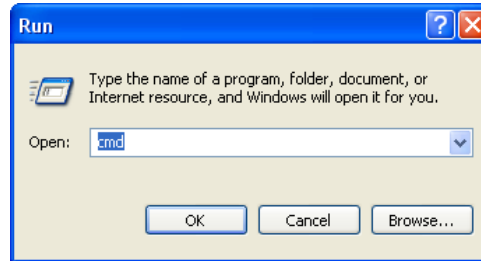 Run
Type the name of a program, folder, document, or
Internet resource, and Windows will open it for you.
Open: cmd
OK Cancel Browse...